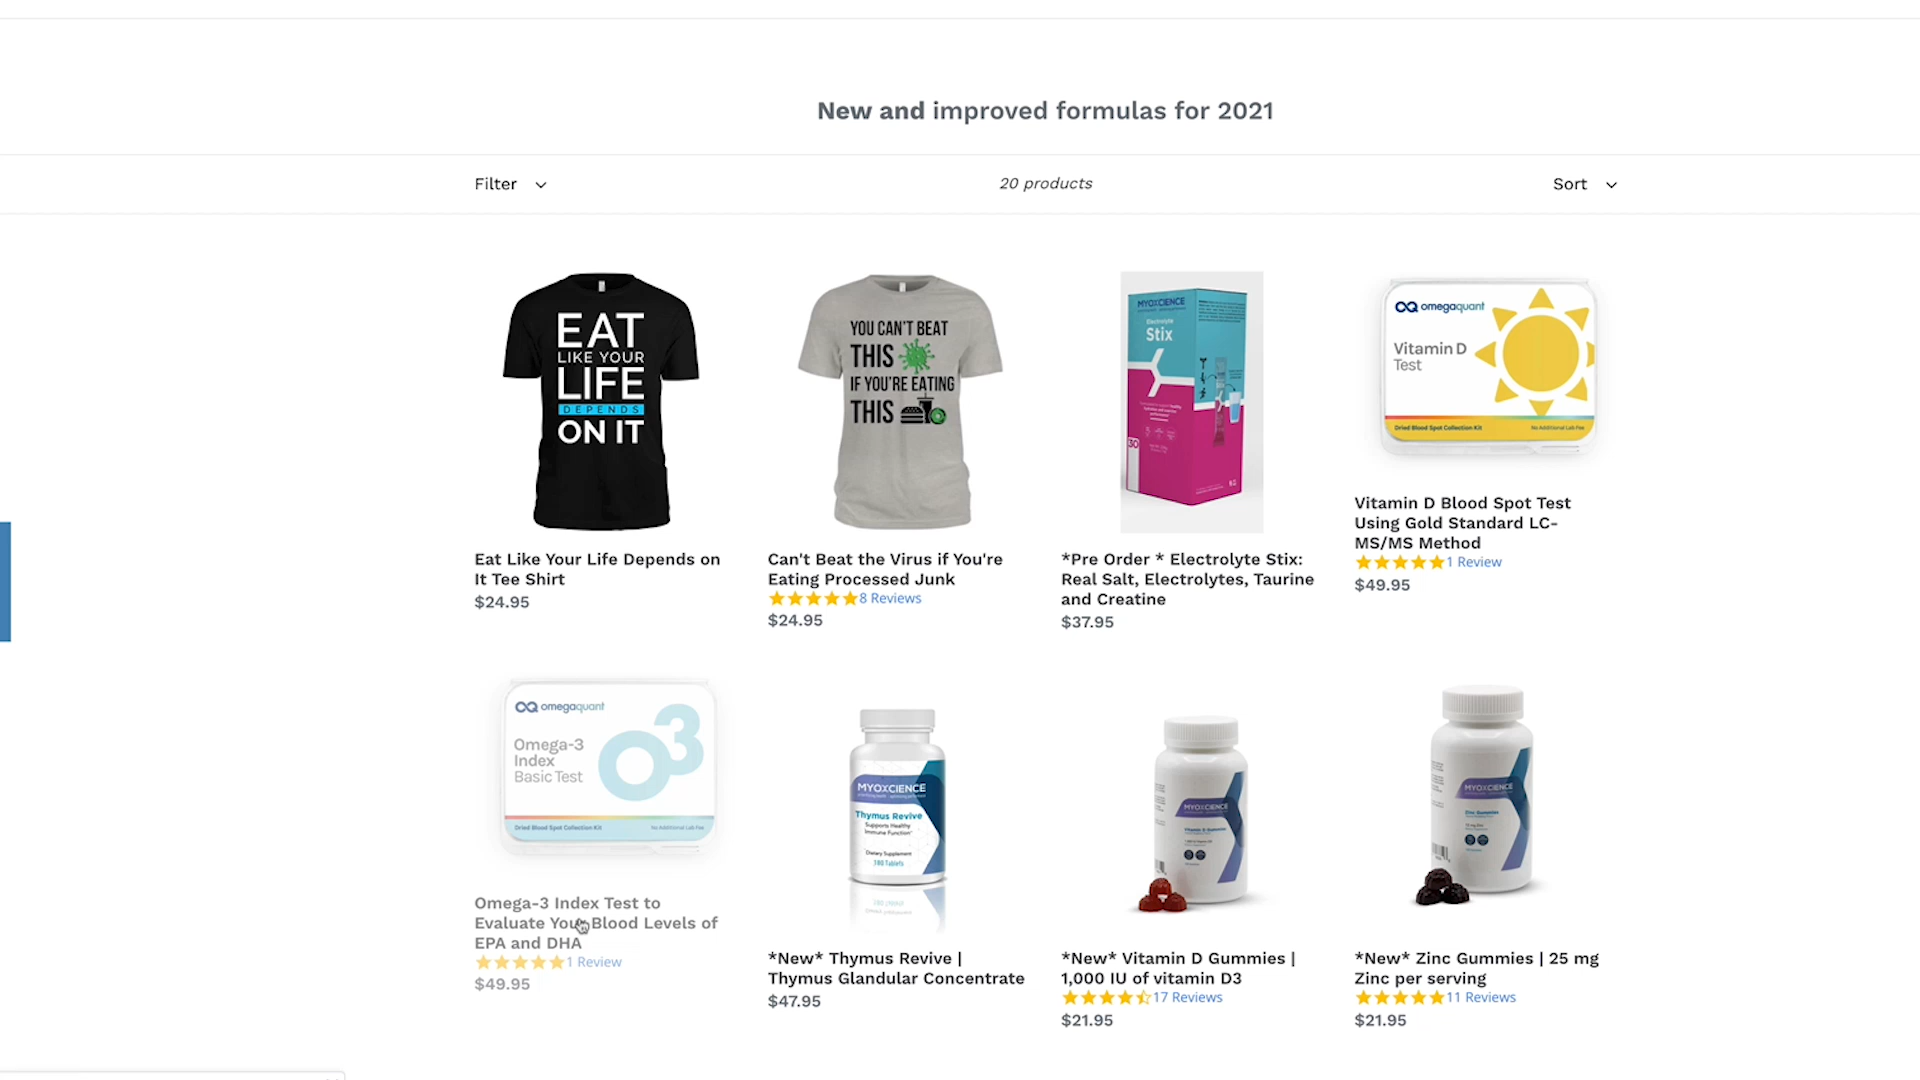 New and improved formulas for 2021
Filter
20 products
Sort
EAT
LIKE YOUR
LIFE
DEPENDS
ON IT
YOU CAN'T BEAT
THIS
IF YOU'RE EATING
THIS
MYOXCIENCE
Electrolyte
Stix
30
omegaquant
Vitamin D
Test
Dried Blood Spot Collection Kit
No Additional Lab Fee
Eat Like Your Life Depends on
It Tee Shirt
$24.95
Can't Beat the Virus if You're
Eating Processed Junk
8 Reviews
$24.95
*Pre Order * Electrolyte Stix:
Real Salt, Electrolytes, Taurine
and Creatine
$37.95
Vitamin D Blood Spot Test
Using Gold Standard LC-
MS/MS Method
1 Review
$49.95
omegaquant
Omega-3
Index
Basic Test
O3
Dried Blood Spot Collection Kit
No Additional Lab Fee
MYOXCIENCE
Thymus Revive
Supports Healthy
Immune Function*
Dietary Supplement
180 Tablets
MYOXCIENCE
Vitamin D Gummies
MYOXCIENCE
Zinc Gummies
Omega-3 Index Test to
Evaluate Your Blood Levels of
EPA and DHA
1 Review
$49.95
*New* Thymus Revive |
Thymus Glandular Concentrate
$47.95
*New* Vitamin D Gummies |
1,000 IU of vitamin D3
17 Reviews
$21.95
*New* Zinc Gummies | 25 mg
Zinc per serving
11 Reviews
$21.95